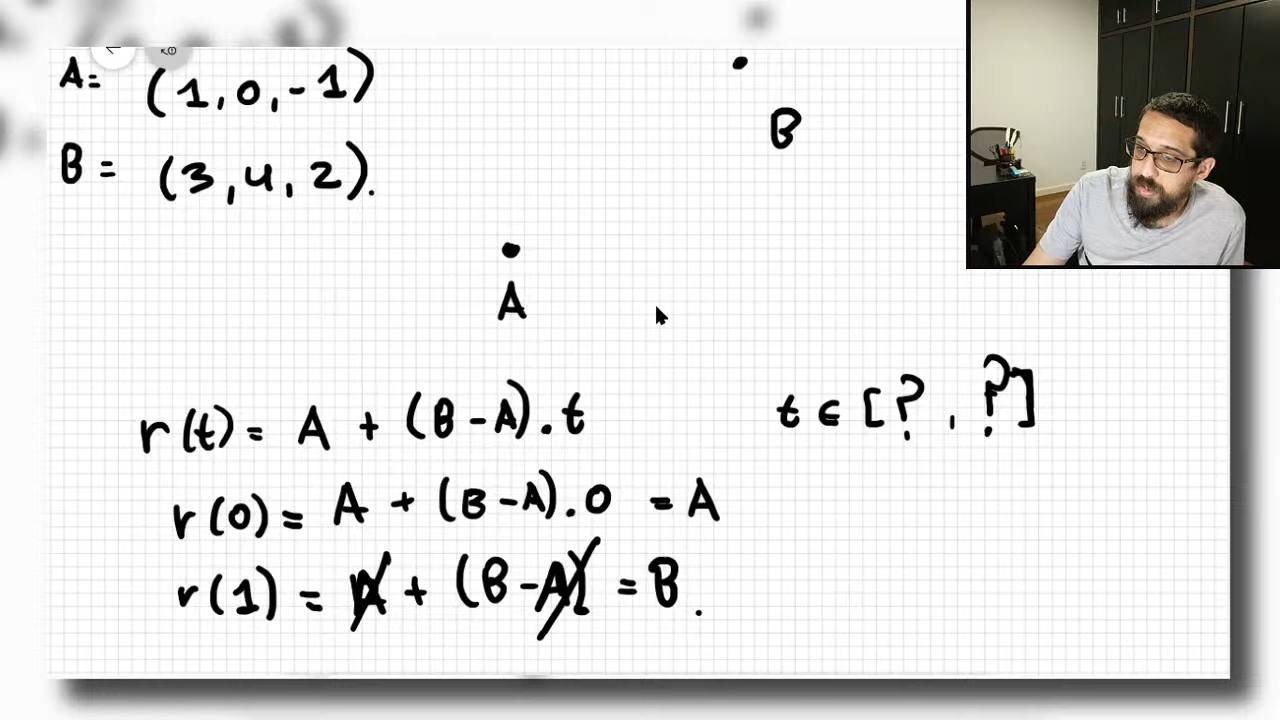 A= (1, 0, -1)
B = (3, 4, 2).
B
A
r(t) = A + (B - A) . t
t ∈ [?, ?]
r(0) = A + (B - A) . 0 = A
r(1) = A + (B - A) = B.